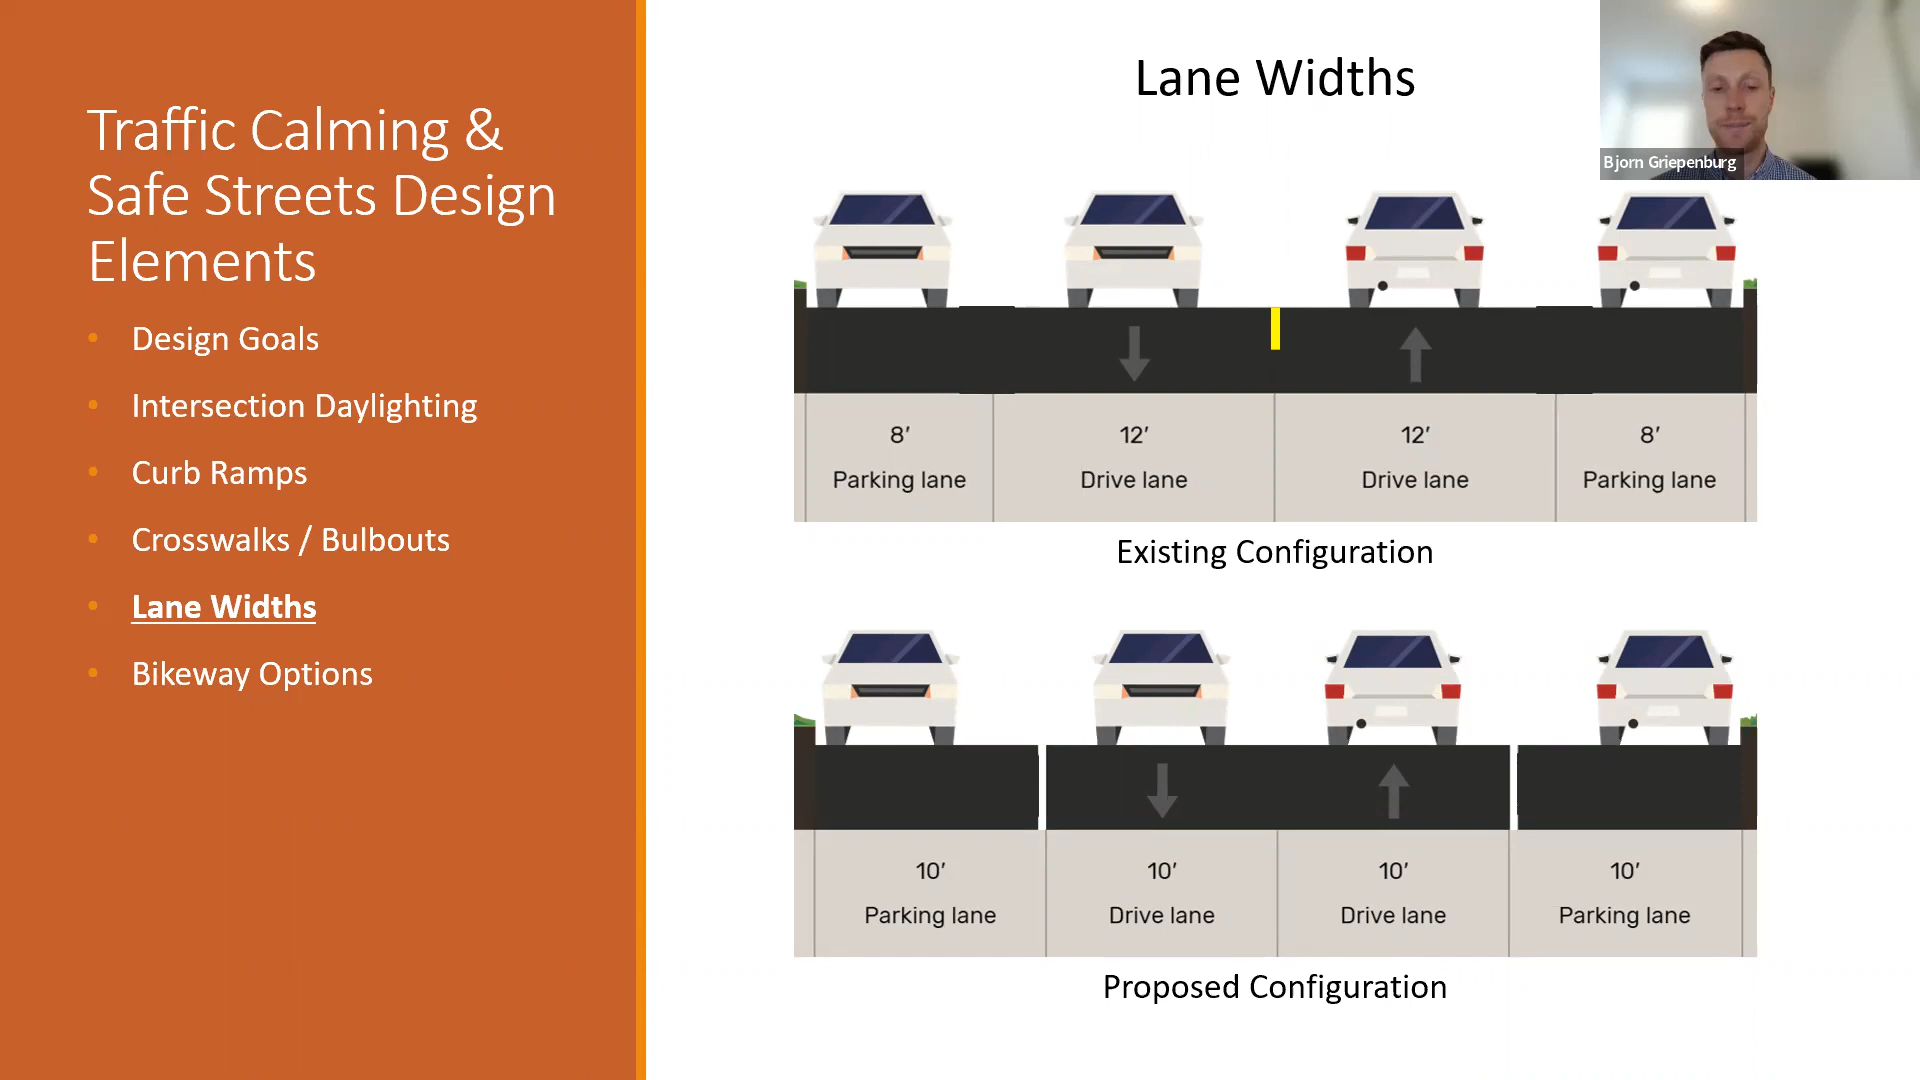 Traffic Calming &
Safe Streets Design
Elements
• Design Goals
• Intersection Daylighting
• Curb Ramps
• Crosswalks / Bulbouts
• Lane Widths
• Bikeway Options
Lane Widths
Bjorn Griepenburg
8’ 12’ 12’ 8’
Parking lane Drive lane Drive lane Parking lane
Existing Configuration
10’ 10’ 10’ 10’
Parking lane Drive lane Drive lane Parking lane
Proposed Configuration